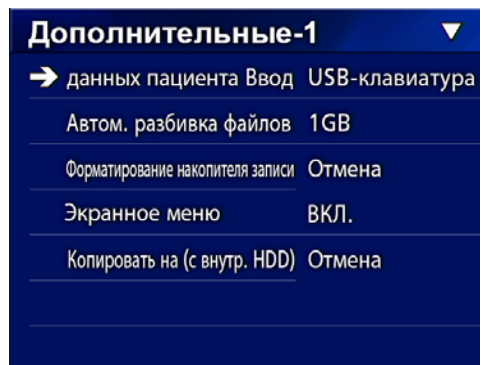 Дополнительные-1
данных пациента Ввод USB-клавиатура
Автом. разбивка файлов 1GB
Форматирование накопителя записи Отмена
Экранное меню ВКЛ.
Копировать на (с внутр. HDD) Отмена